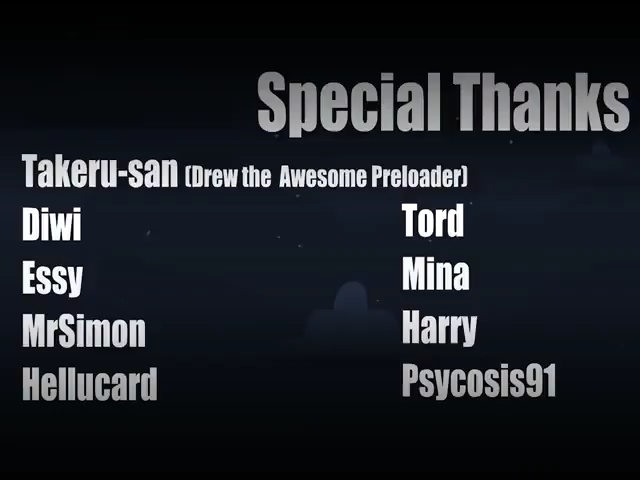 Special Thanks
Takeru-san (Drew the Awesome Preloader)
Diwi
Essy
MrSimon
Hellucard
Tord
Mina
Harry
Psycosis91